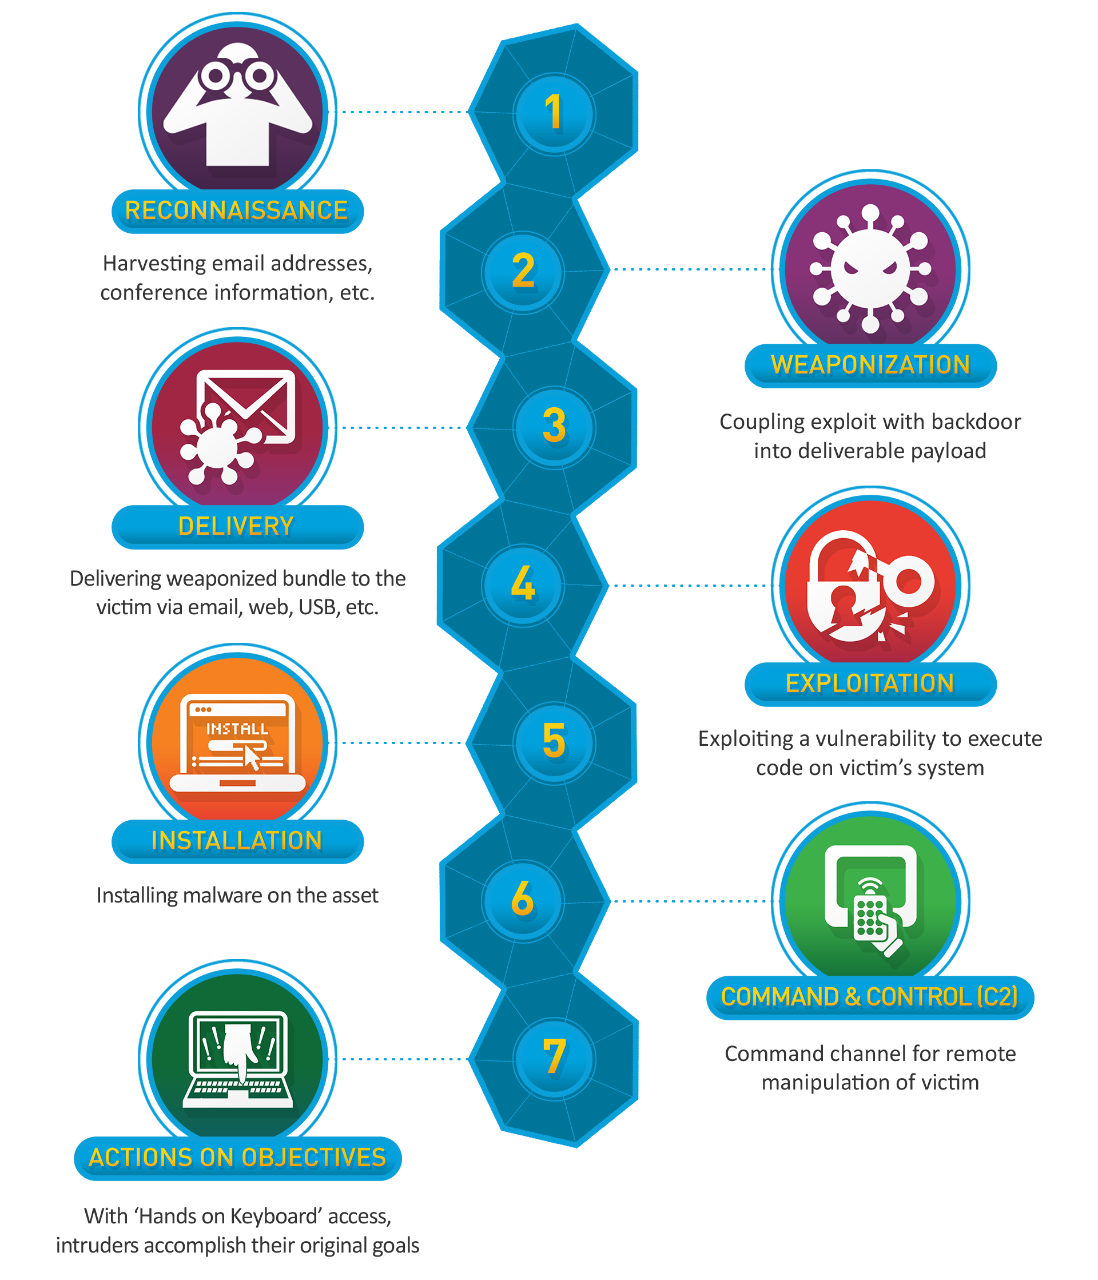 1
RECONNAISSANCE
Harvesting email addresses,
conference information, etc.
2
WEAPONIZATION
Coupling exploit with backdoor
into deliverable payload
3
DELIVERY
Delivering weaponized bundle to the
victim via email, web, USB, etc.
4
EXPLOITATION
Exploiting a vulnerability to execute
code on victim’s system
5
INSTALL
INSTALLATION
Installing malware on the asset
6
COMMAND & CONTROL (C2)
Command channel for remote
manipulation of victim
7
ACTIONS ON OBJECTIVES
With ‘Hands on Keyboard’ access,
intruders accomplish their original goals